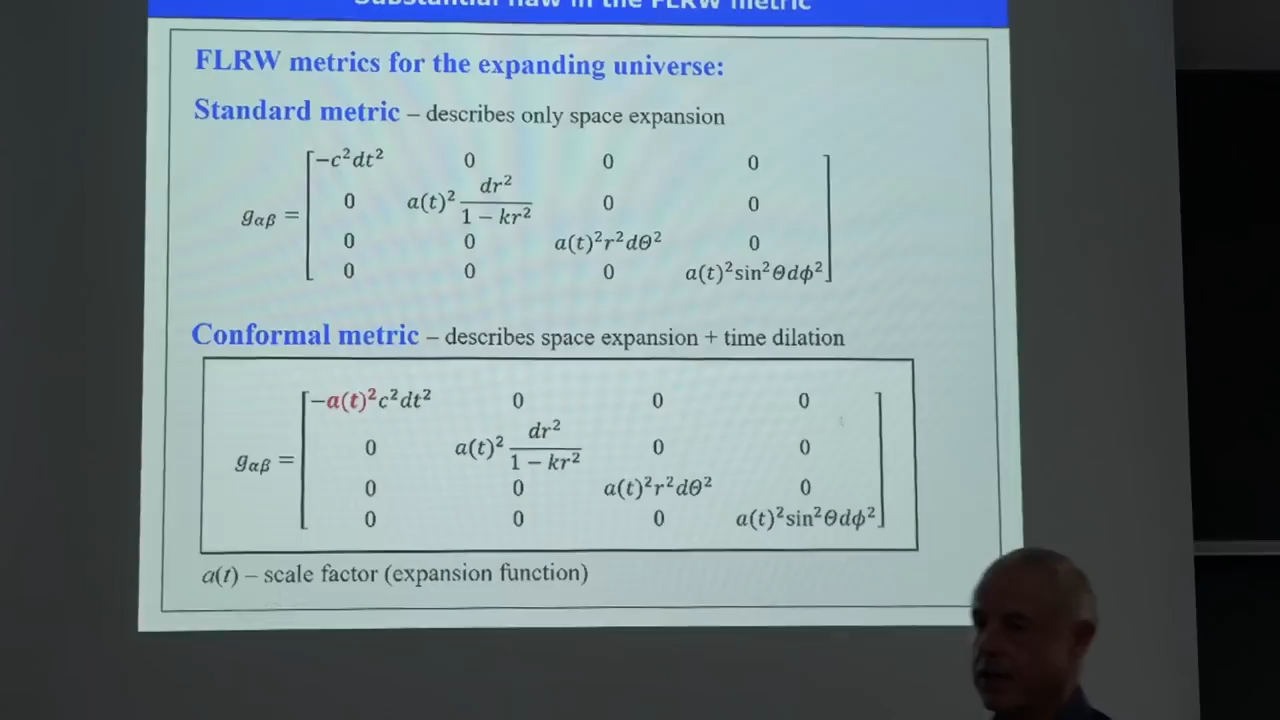 Substantial flaw in the FLRW metric
FLRW metrics for the expanding universe:
Standard metric – describes only space expansion
−c²dt² 0 0 0
0 a(t)² dr²/1 − kr² 0 0
gαβ =
0 0 a(t)²r²dΘ² 0
0 0 0 a(t)²sin²Θdϕ²
Conformal metric – describes space expansion + time dilation
−a(t)²c²dt² 0 0 0
0 a(t)² dr²/1 − kr² 0 0
gαβ =
0 0 a(t)²r²dΘ² 0
0 0 0 a(t)²sin²Θdϕ²
a(t) – scale factor (expansion function)